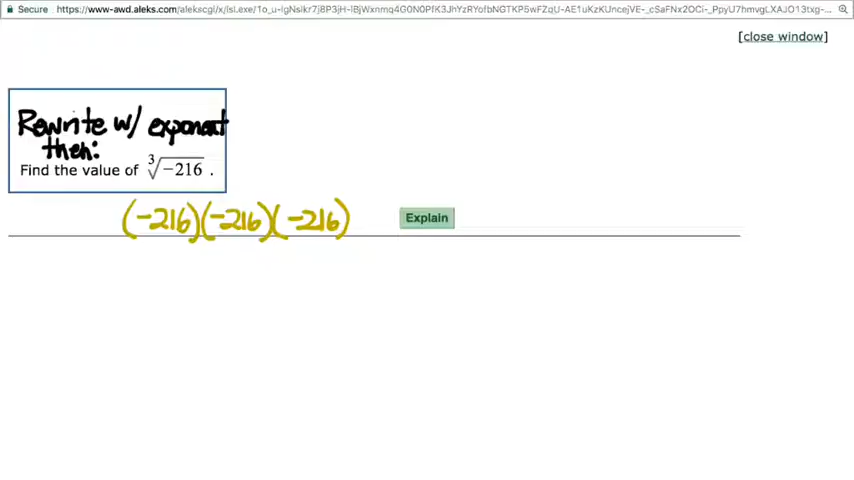 Secure
[close window]
Rewrite w/ exponent
then:
Find the value of ∛−216 .
(-216)(-216)(-216)
Explain